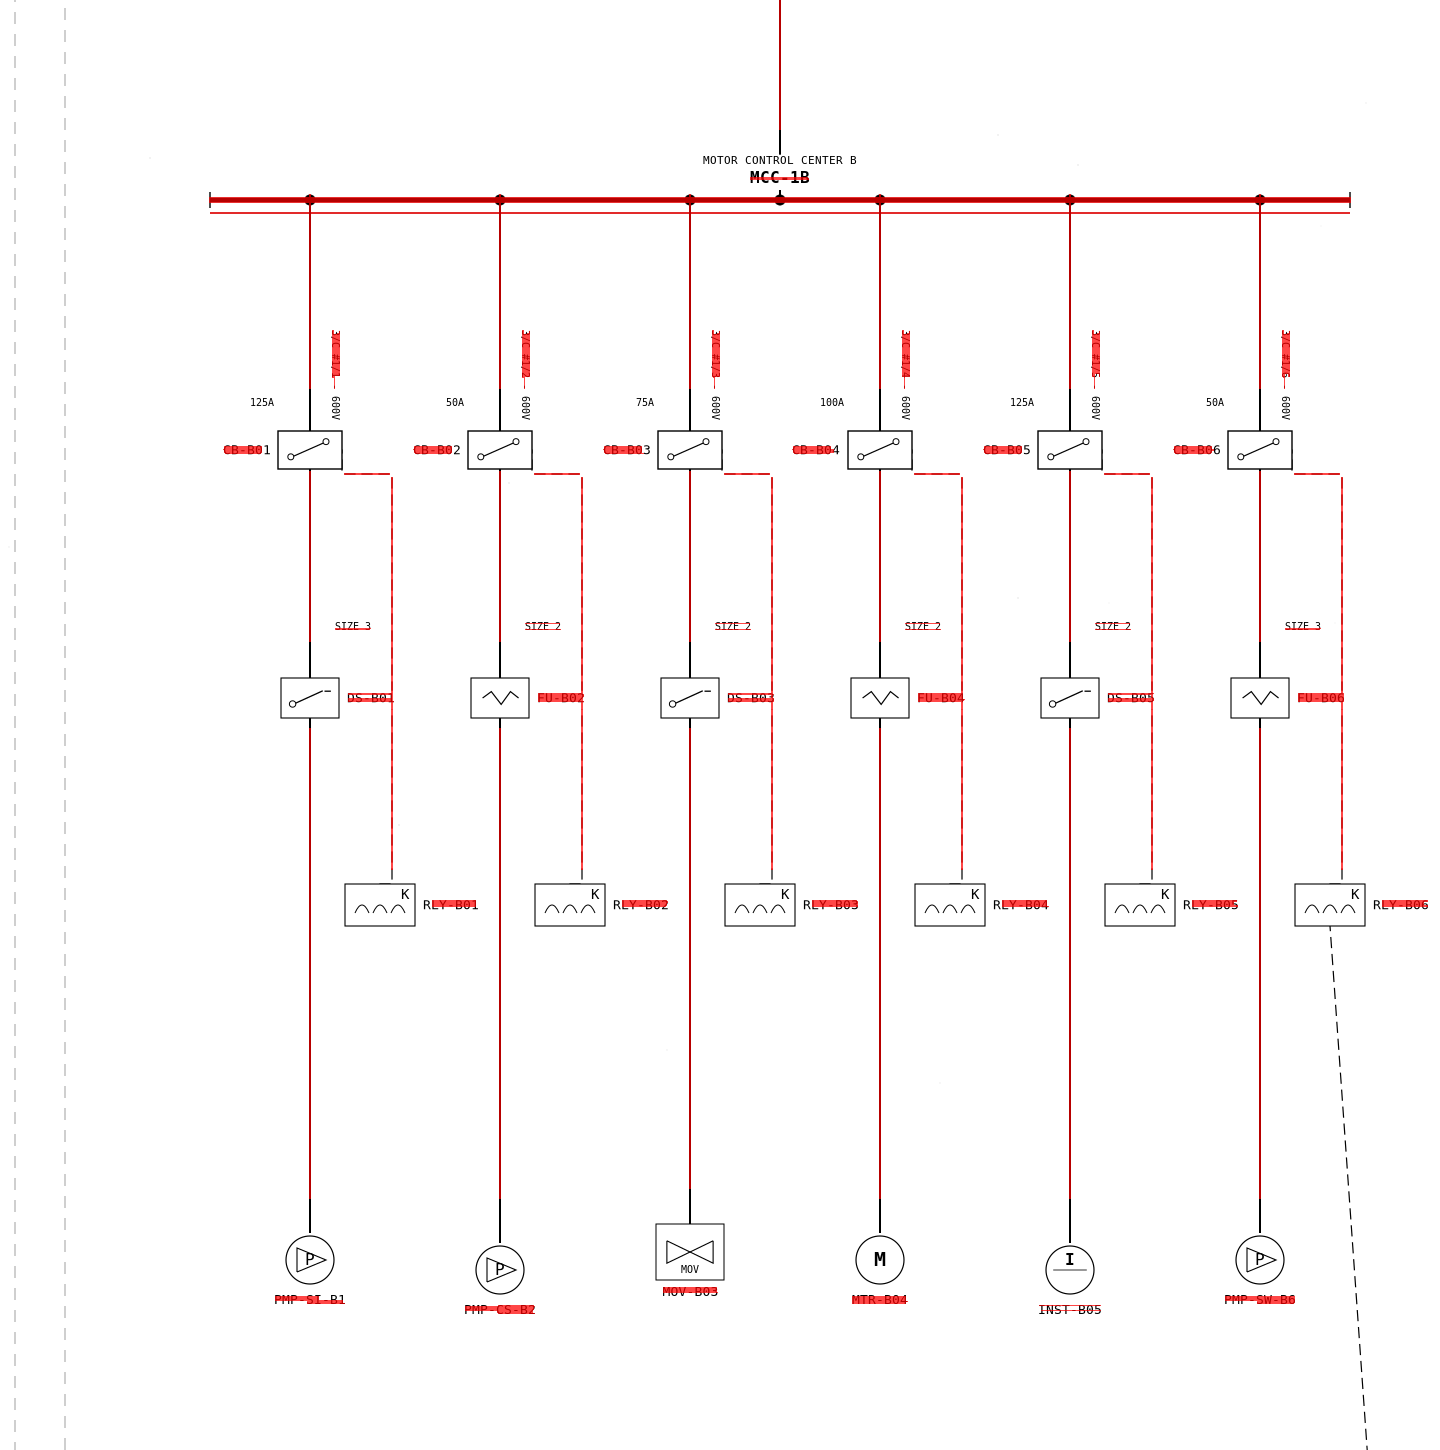 MOTOR CONTROL CENTER B
MCC-1B
3/C #1/1 — 600V
3/C #1/2 — 600V
3/C #1/3 — 600V
3/C #1/4 — 600V
3/C #1/5 — 600V
3/C #1/6 — 600V
125A
50A
75A
100A
125A
50A
CB-B01
CB-B02
CB-B03
CB-B04
CB-B05
CB-B06
SIZE 3
SIZE 2
SIZE 2
SIZE 2
SIZE 2
SIZE 3
DS-B01
FU-B02
DS-B03
FU-B04
DS-B05
FU-B06
K
K
K
K
K
K
RLY-B01
RLY-B02
RLY-B03
RLY-B04
RLY-B05
RLY-B06
P
P
MOV
M
I
P
PMP-SI-B1
PMP-CS-B2
MOV-B03
MTR-B04
INST-B05
PMP-SW-B6